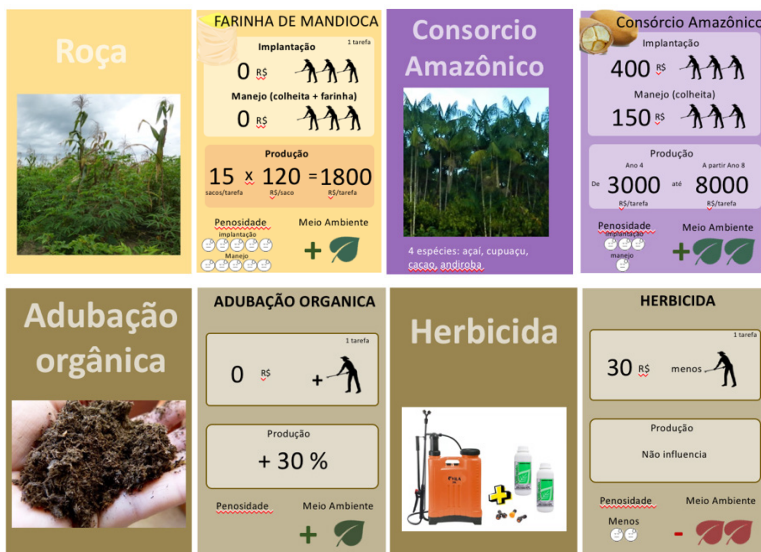 Roça
FARINHA DE MANDIOCA
Implantação
1 tarefa
0 R$
Manejo (colheita + farinha)
0 R$
Produção
15 x 120 = 1800
sacos/tarefa R$/saco R$/tarefa
Penosidade
implantação
Manejo
Meio Ambiente
+
Consorcio
Amazônico
4 espécies: açaí, cupuaçu,
cacao, andiroba
Consórcio Amazônico
Implantação
400 R$
Manejo (colheita)
150 R$
Produção
Ano 4 A partir Ano 8
De 3000 até 8000
R$/tarefa R$/tarefa
Penosidade
Implantação
manejo
Meio Ambiente
+
Adubação
orgânica
ADUBAÇÃO ORGANICA
1 tarefa
0 R$ +
Produção
+ 30 %
Penosidade Meio Ambiente
+
Herbicida
HERBICIDA
1 tarefa
30 R$ menos
Produção
Não influencia
Penosidade Meio Ambiente
Menos
-